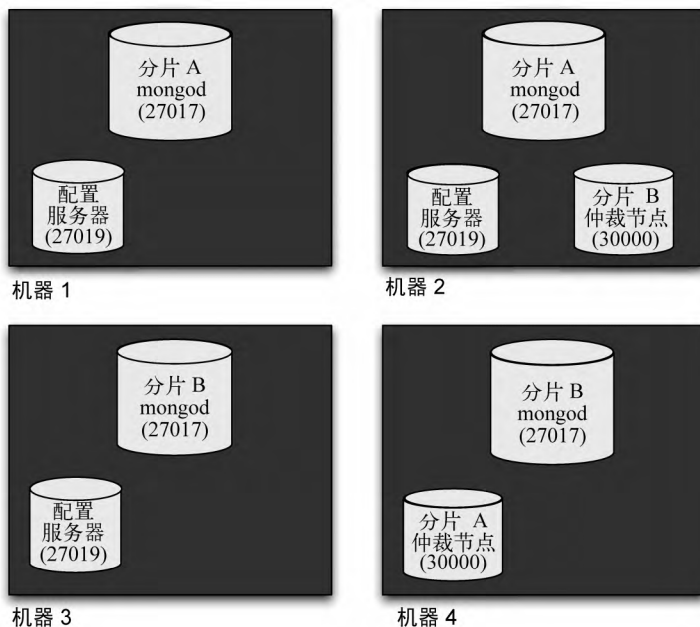 分片 A
mongod
(27017)
配置
服务器
(27019)
机器 1
分片 A
mongod
(27017)
配置
服务器
(27019)
分片 B
仲裁节点
(30000)
机器 2
分片 B
mongod
(27017)
配置
服务器
(27019)
机器 3
分片 B
mongod
(27017)
分片 A
仲裁节点
(30000)
机器 4